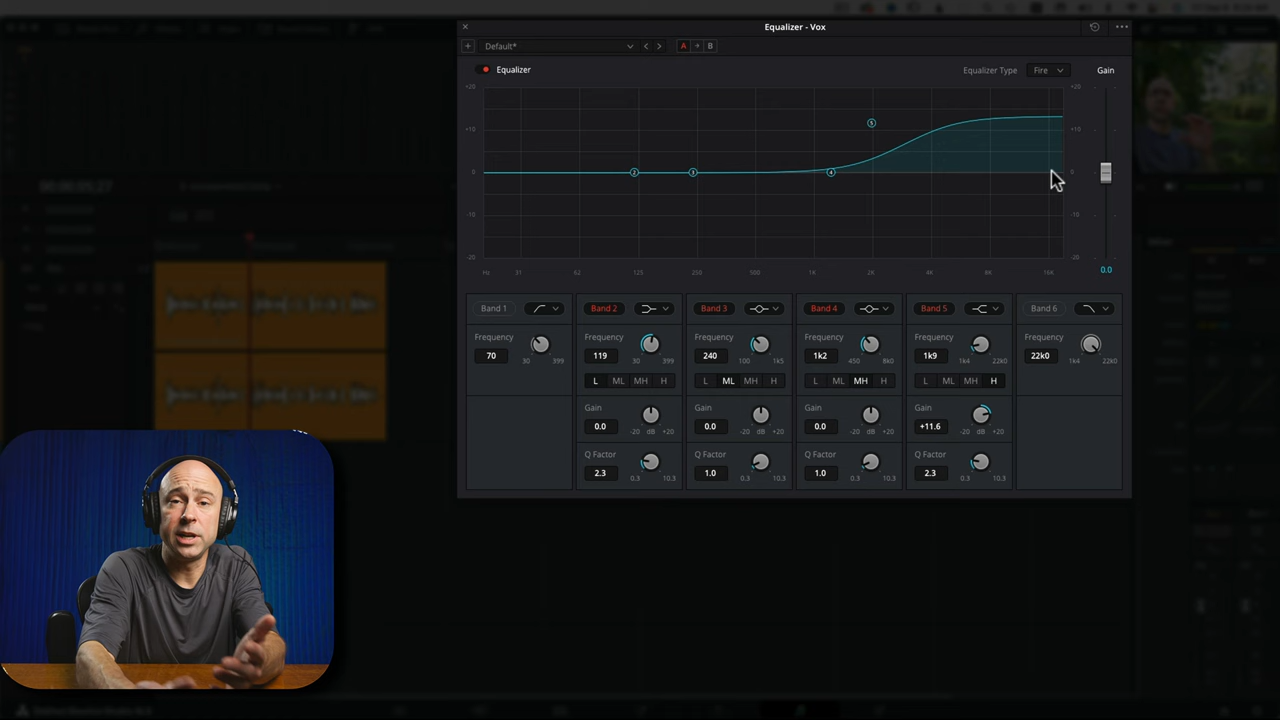 Equalizer - Vox
Default*
A B
Equalizer
Equalizer Type Fire Gain
+20 +20
+10 +10
0 0
-10 -10
-20 -20
2 3 4 5
Hz 31 62 125 250 500 1K 2K 4K 8K 16K
0.0
Band 1 Band 2 Band 3 Band 4 Band 5 Band 6
Frequency Frequency Frequency Frequency Frequency Frequency
70 119 240 1k2 1k9 22k0
30 399 30 399 100 1k5 450 8k0 1k4 22k0 1k4 22k0
L ML MH H L ML MH H L ML MH H L ML MH H
Gain Gain Gain Gain
0.0 0.0 0.0 +11.6
-20 dB +20 -20 dB +20 -20 dB +20 -20 dB +20
Q Factor Q Factor Q Factor Q Factor
2.3 1.0 1.0 2.3
0.3 10.3 0.3 10.3 0.3 10.3 0.3 10.3